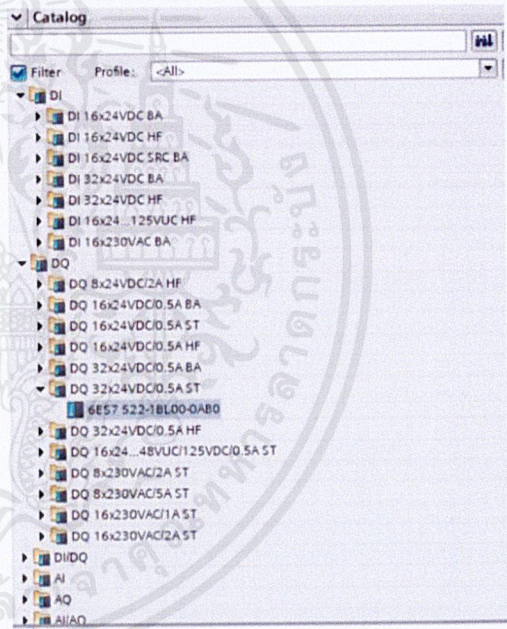 Catalog
Filter Profile: <All>
DI
DI 16x24VDC BA
DI 16x24VDC HF
DI 16x24VDC SRC BA
DI 32x24VDC BA
DI 32x24VDC HF
DI 16x24...125VUC HF
DI 16x230VAC BA
DQ
DQ 8x24VDC/2A HF
DQ 16x24VDC/0.5A BA
DQ 16x24VDC/0.5A ST
DQ 16x24VDC/0.5A HF
DQ 32x24VDC/0.5A BA
DQ 32x24VDC/0.5A ST
6ES7 522-1BL00-0AB0
DQ 32x24VDC/0.5A HF
DQ 16x24...48VUC/125VDC/0.5A ST
DQ 8x230VAC/2A ST
DQ 8x230VAC/5A ST
DQ 16x230VAC/1A ST
DQ 16x230VAC/2A ST
DI/DQ
AI
AQ
AI/AQ